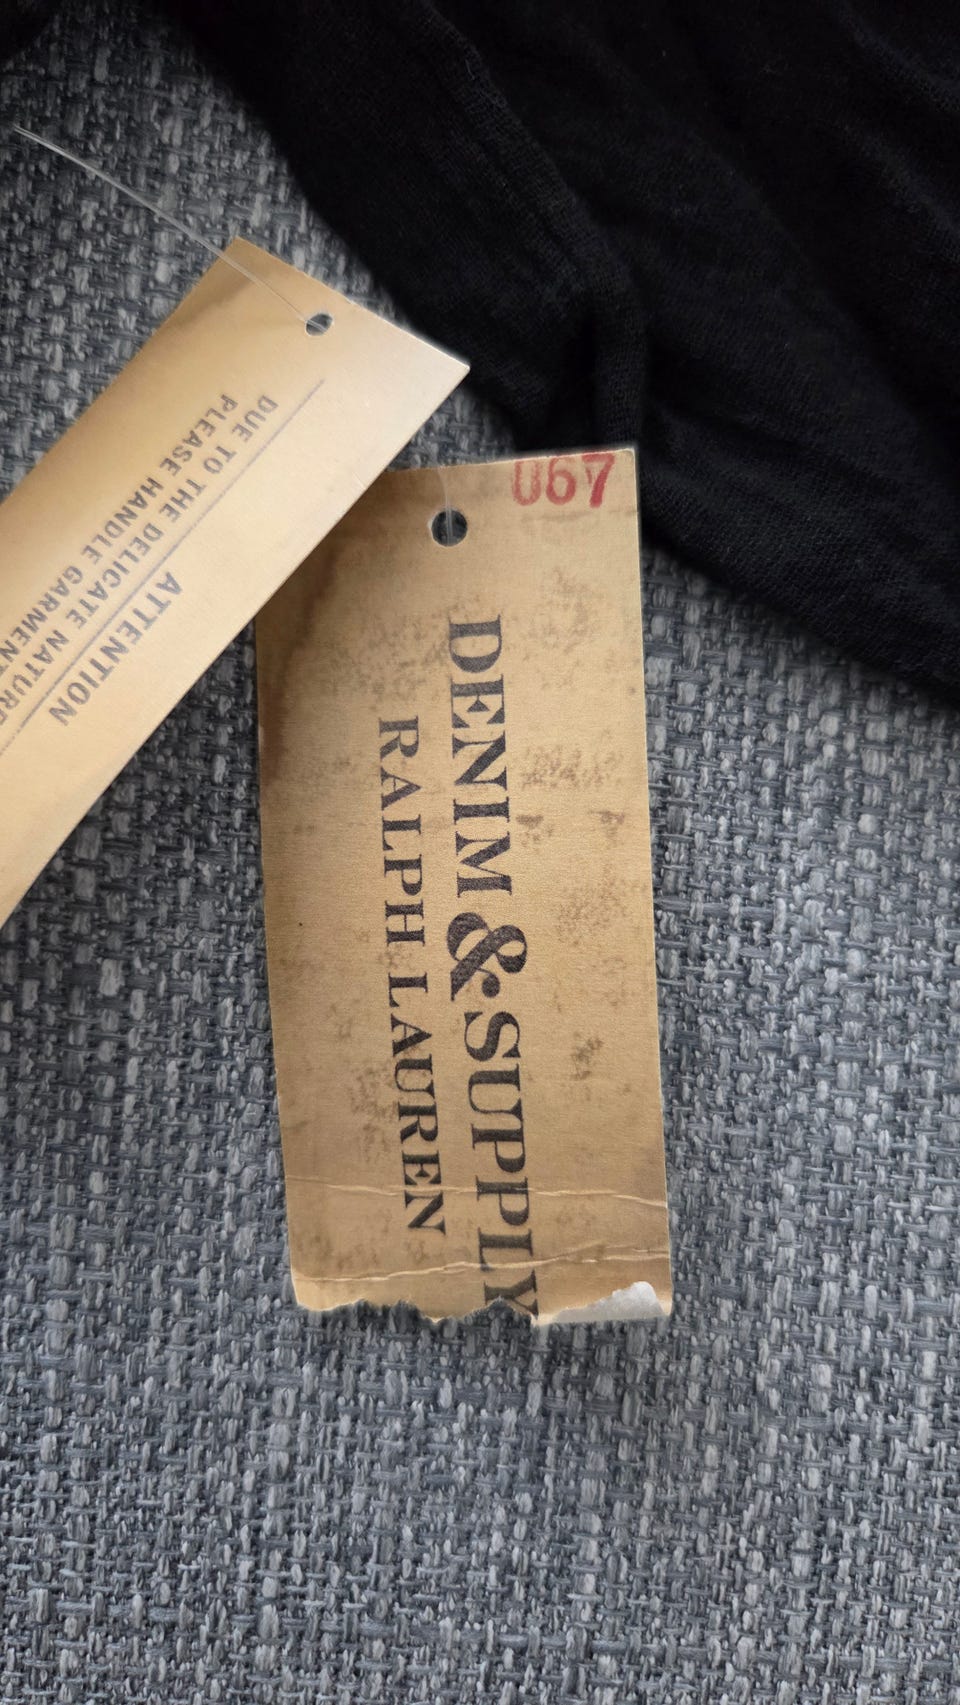 067
DENIM & SUPPLY
RALPH LAUREN
ATTENTION
DUE TO THE DELICATE NATURE
PLEASE HANDLE GARMENT